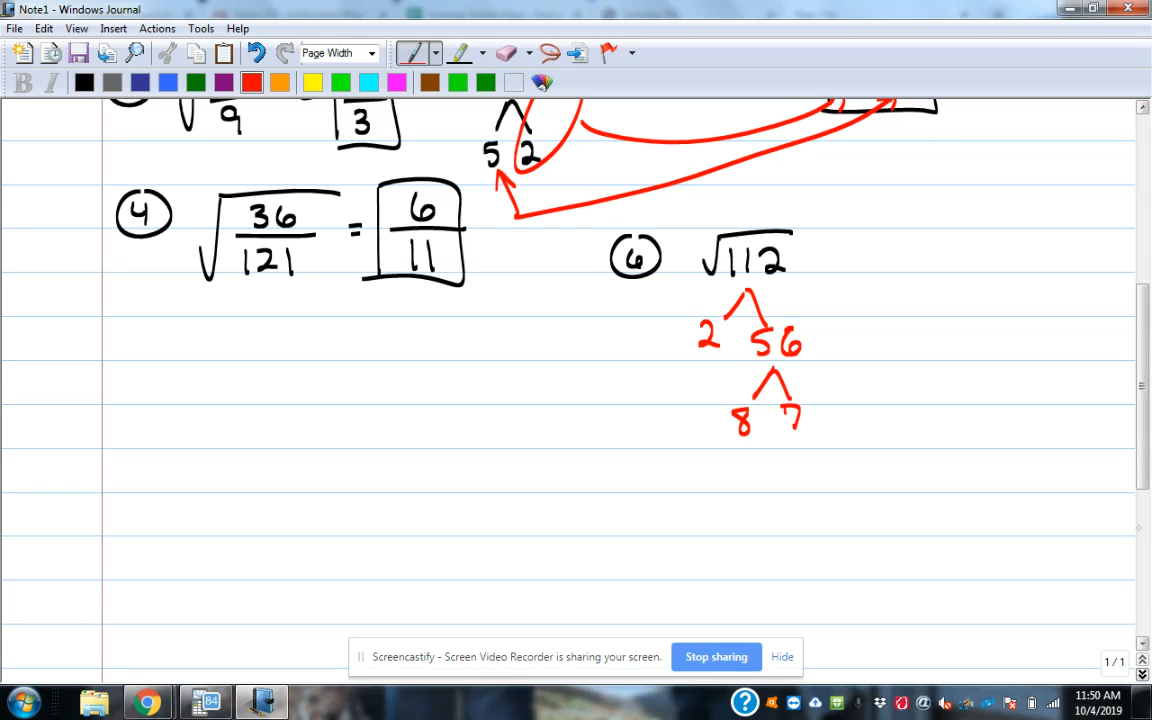 Note1 - Windows Journal
File Edit View Insert Actions Tools Help
Page Width
B I
√ 9 3
5 2
4 √36/121 = 6/11
6 √112
2 56
8 7
Screencastify - Screen Video Recorder is sharing your screen. Stop sharing Hide
1 / 1
84
11:50 AM
10/4/2019